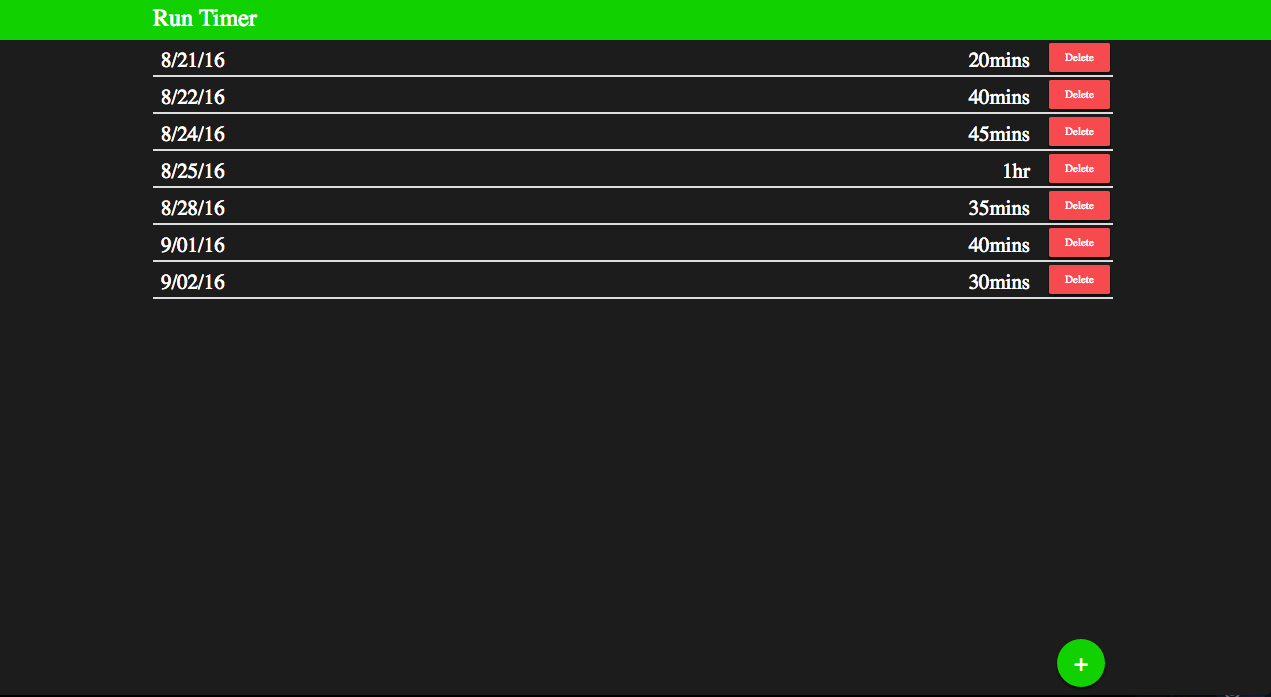 Run Timer
8/21/16 20mins Delete
8/22/16 40mins Delete
8/24/16 45mins Delete
8/25/16 1hr Delete
8/28/16 35mins Delete
9/01/16 40mins Delete
9/02/16 30mins Delete
+